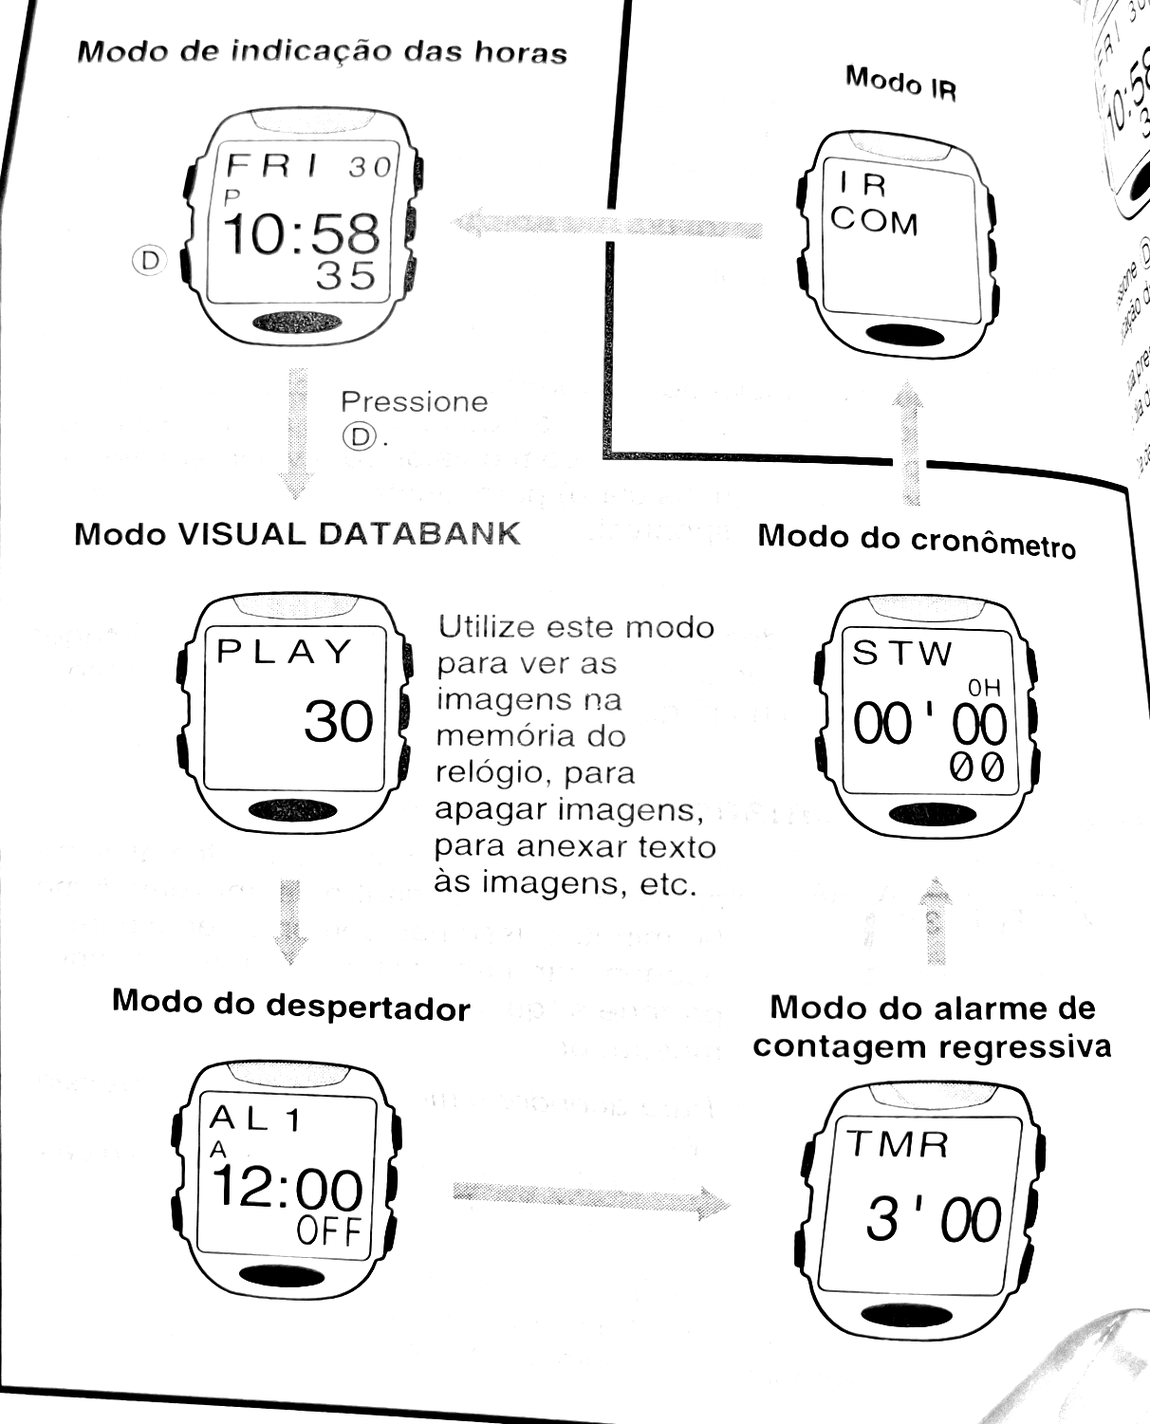 Modo de indicação das horas
FRI 30
P
10:58
35
D
Pressione
D.
Modo VISUAL DATABANK
PLAY
30
Utilize este modo
para ver as
imagens na
memória do
relógio, para
apagar imagens,
para anexar texto
às imagens, etc.
Modo do despertador
AL1
A
12:00
OFF
Modo do alarme de
contagem regressiva
TMR
3'00
Modo do cronômetro
STW
0H
00'00
00
Modo IR
IR
COM